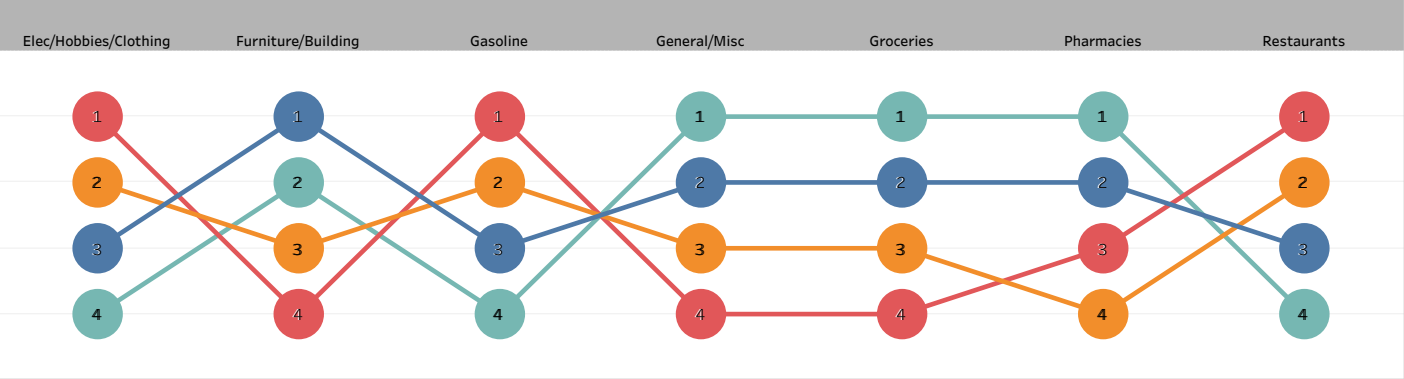 Elec/Hobbies/Clothing Furniture/Building Gasoline General/Misc Groceries Pharmacies Restaurants
1 1 1 1 1 1 1
2 2 2 2 2 2 2
3 3 3 3 3 3 3
4 4 4 4 4 4 4